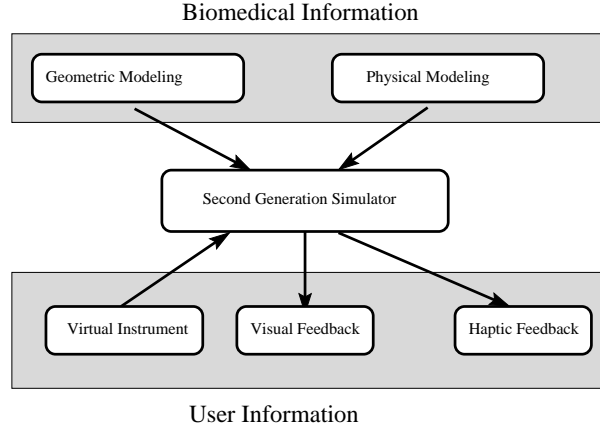 Biomedical Information
Geometric Modeling
Physical Modeling
Second Generation Simulator
Virtual Instrument
Visual Feedback
Haptic Feedback
User Information